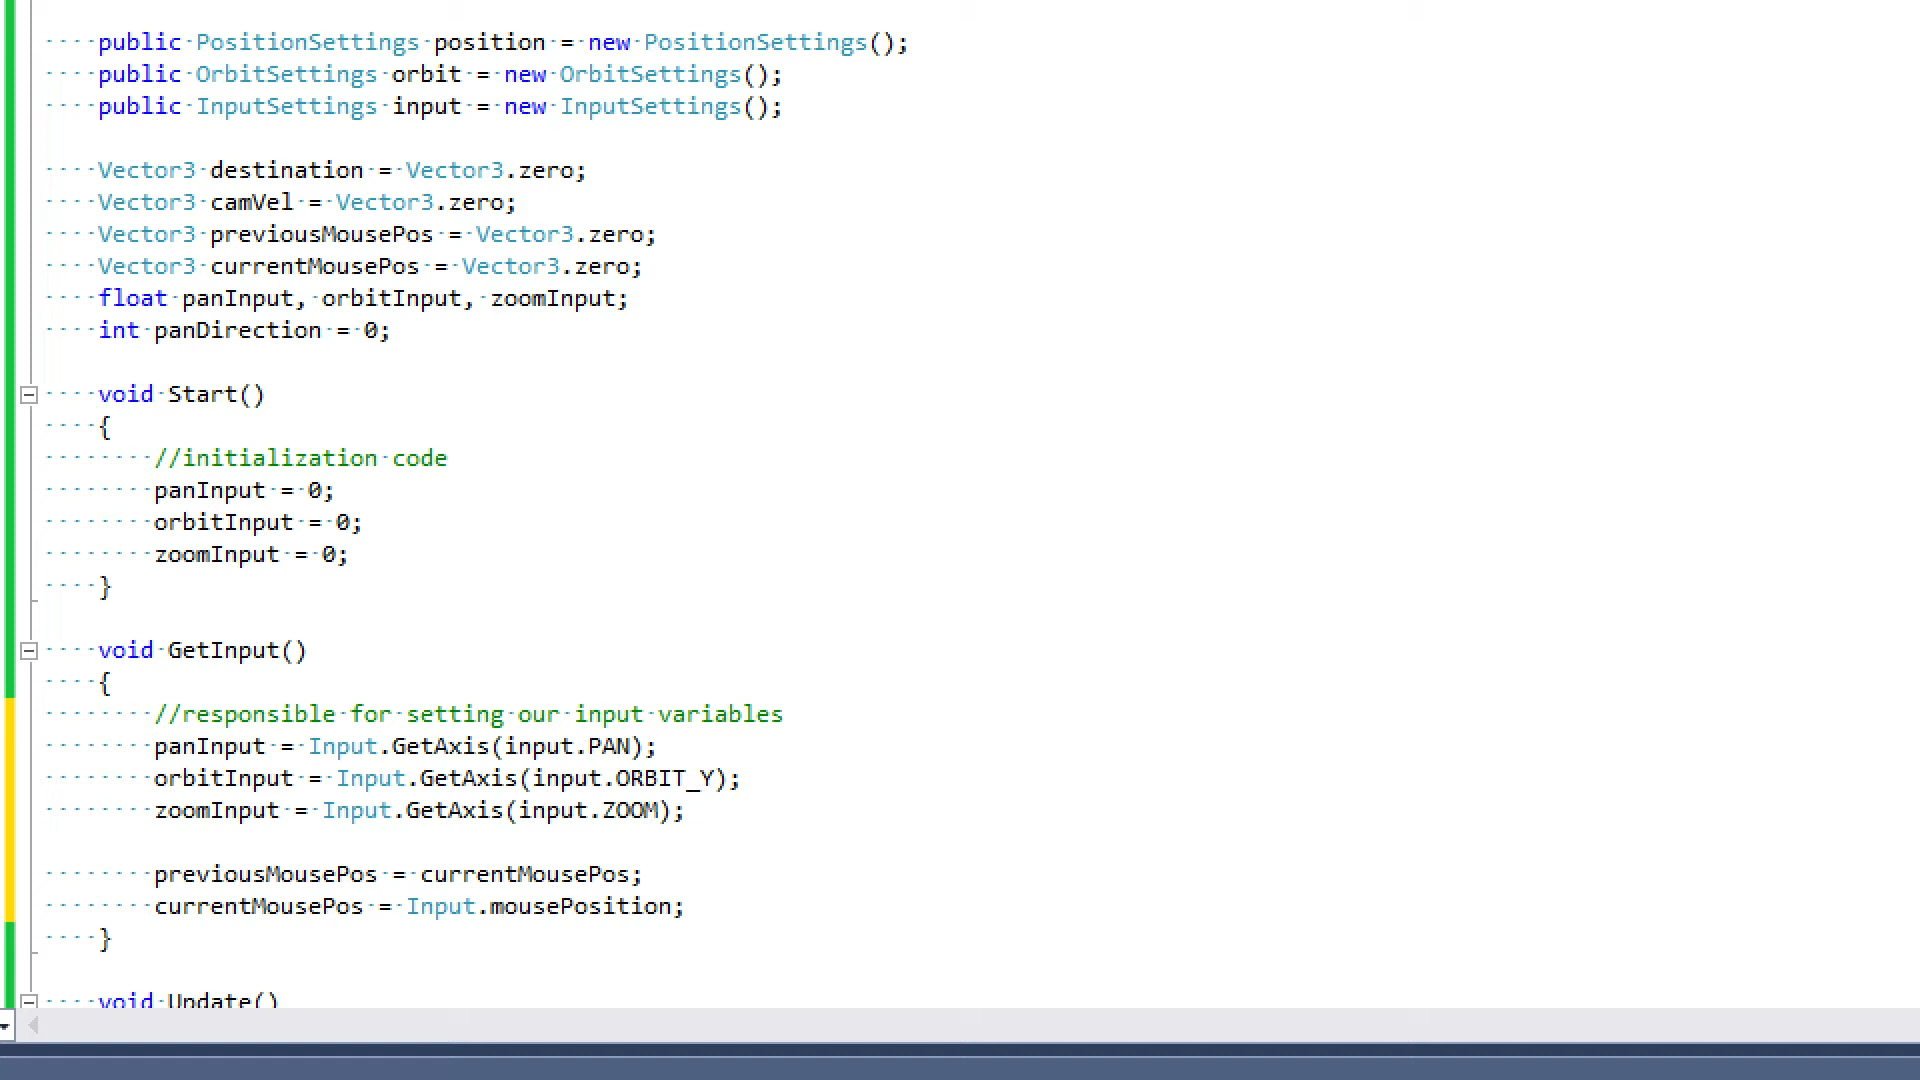 public PositionSettings position = new PositionSettings();
public OrbitSettings orbit = new OrbitSettings();
public InputSettings input = new InputSettings();
Vector3 destination = Vector3.zero;
Vector3 camVel = Vector3.zero;
Vector3 previousMousePos = Vector3.zero;
Vector3 currentMousePos = Vector3.zero;
float panInput, orbitInput, zoomInput;
int panDirection = 0;
void Start()
{
//initialization code
panInput = 0;
orbitInput = 0;
zoomInput = 0;
}
void GetInput()
{
//responsible for setting our input variables
panInput = Input.GetAxis(input.PAN);
orbitInput = Input.GetAxis(input.ORBIT_Y);
zoomInput = Input.GetAxis(input.ZOOM);
previousMousePos = currentMousePos;
currentMousePos = Input.mousePosition;
}
void Update()